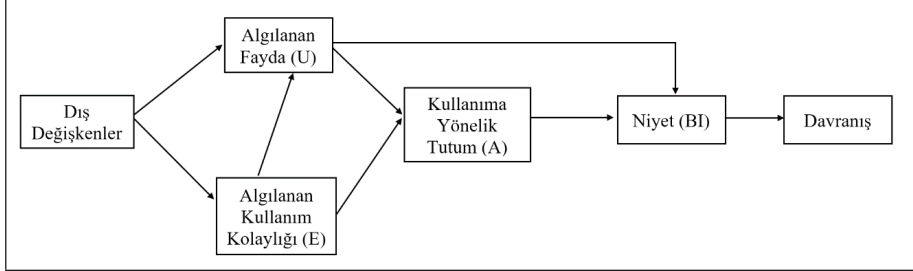 Dış
Değişkenler
Algılanan
Fayda (U)
Algılanan
Kullanım
Kolaylığı (E)
Kullanıma
Yönelik
Tutum (A)
Niyet (BI)
Davranış